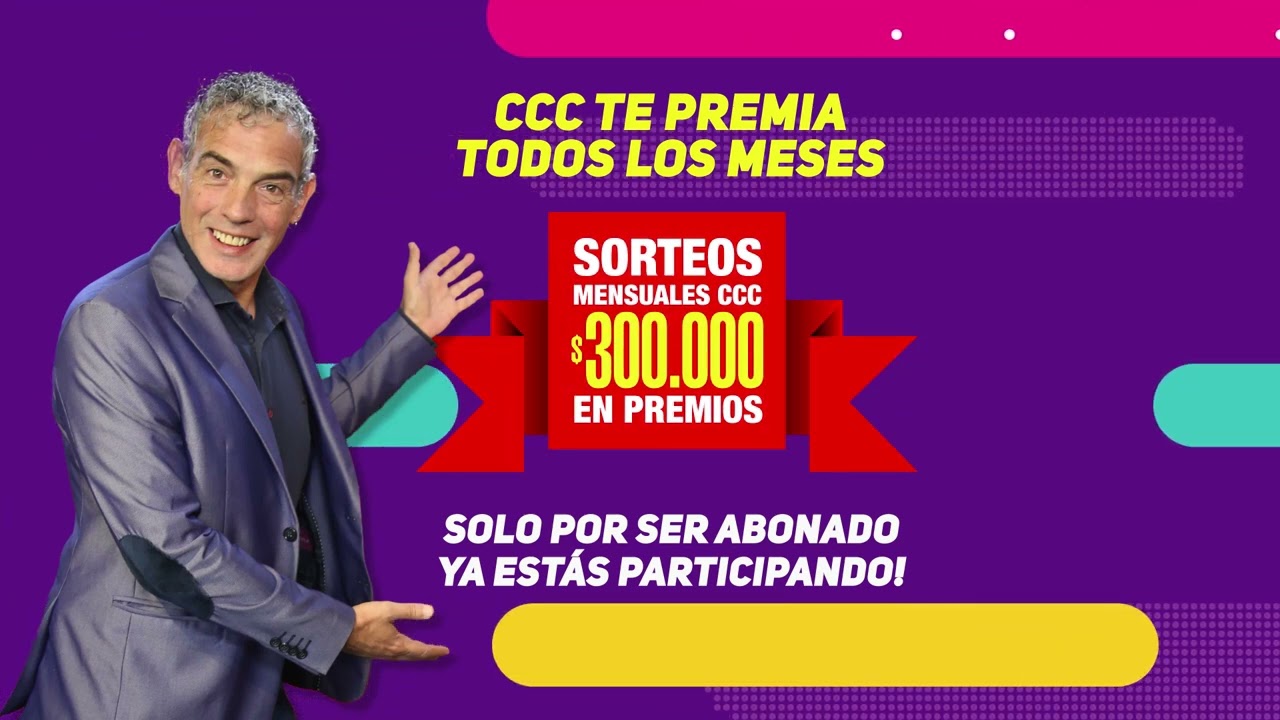 CCC TE PREMIA
TODOS LOS MESES
SORTEOS
MENSUALES CCC
$300.000
EN PREMIOS
SOLO POR SER ABONADO
YA ESTÁS PARTICIPANDO!